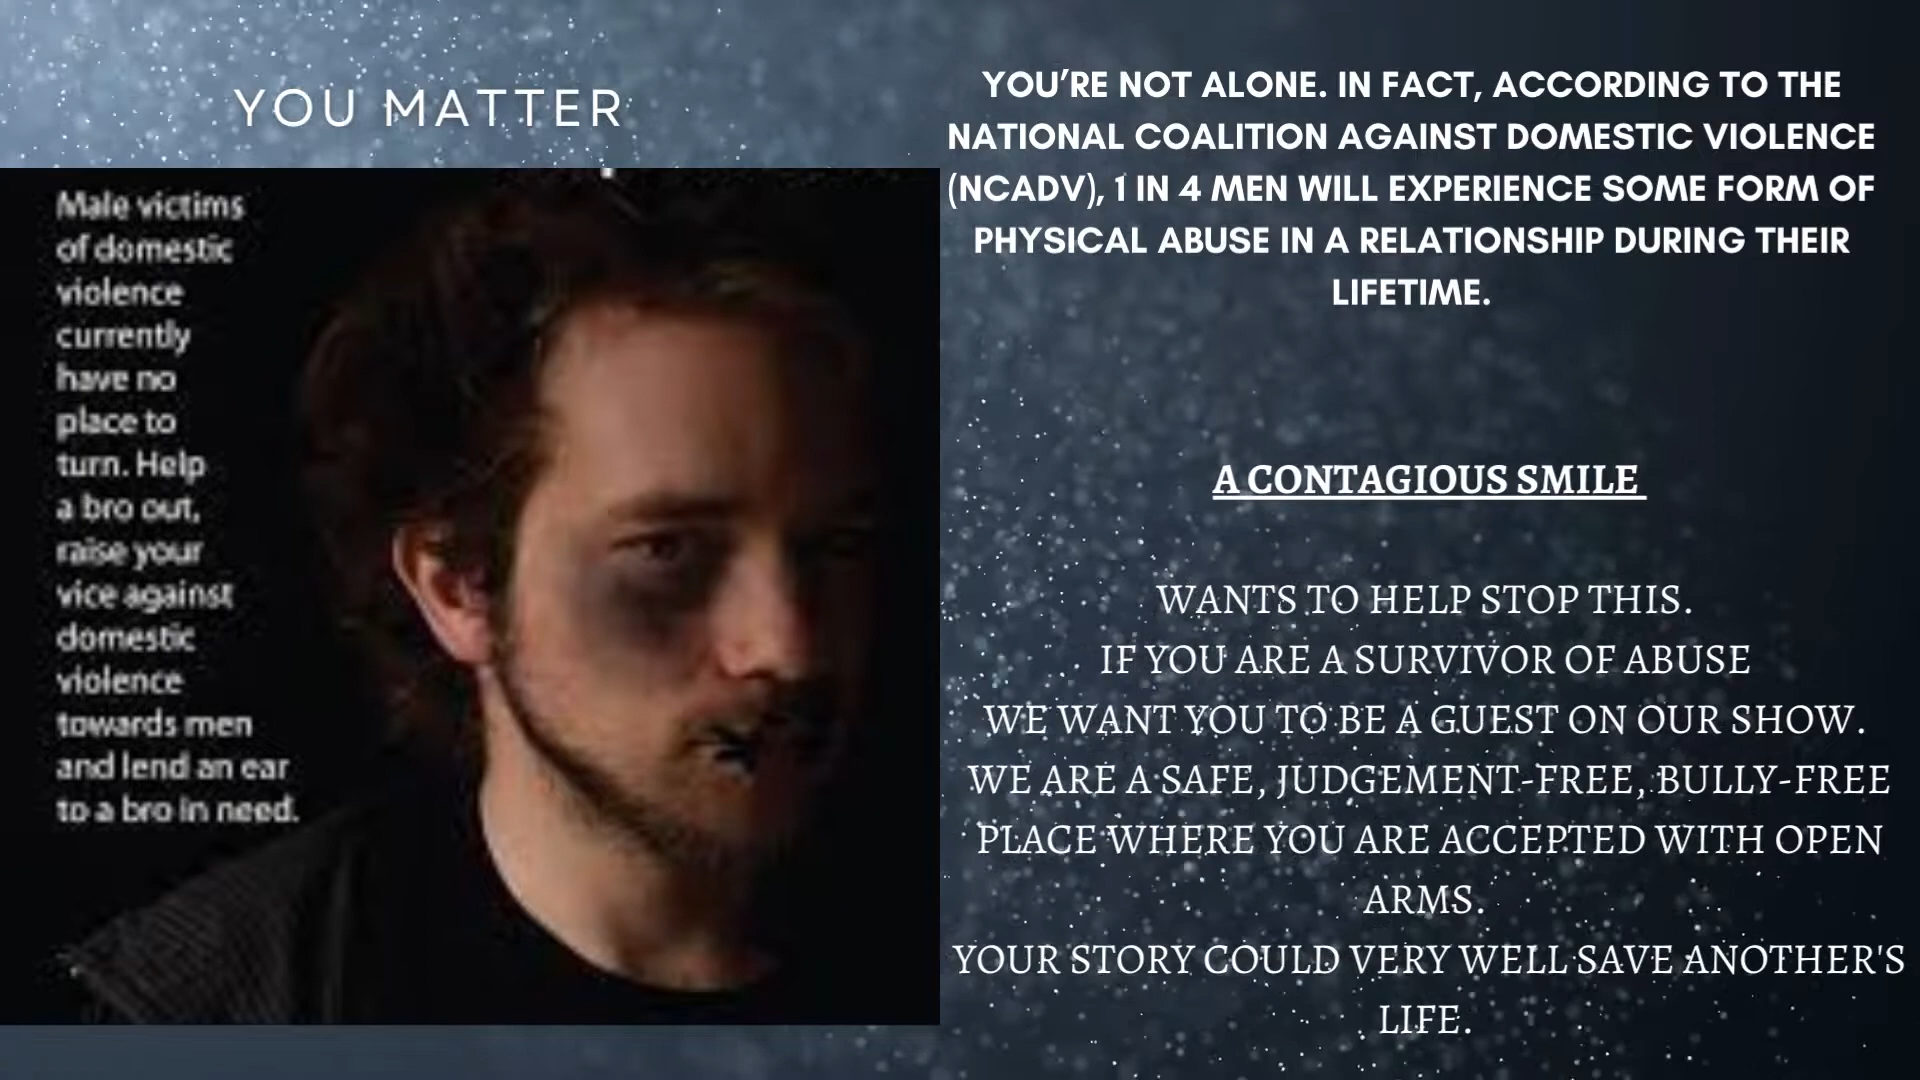 YOU MATTER
Male victims
of domestic
violence
currently
have no
place to
turn. Help
a bro out,
raise your
vice against
domestic
violence
towards men
and lend an ear
to a bro in need.
YOU’RE NOT ALONE. IN FACT, ACCORDING TO THE
NATIONAL COALITION AGAINST DOMESTIC VIOLENCE
(NCADV), 1 IN 4 MEN WILL EXPERIENCE SOME FORM OF
PHYSICAL ABUSE IN A RELATIONSHIP DURING THEIR
LIFETIME.
A CONTAGIOUS SMILE
WANTS TO HELP STOP THIS.
IF YOU ARE A SURVIVOR OF ABUSE
WE WANT YOU TO BE A GUEST ON OUR SHOW.
WE ARE A SAFE, JUDGEMENT-FREE, BULLY-FREE
PLACE WHERE YOU ARE ACCEPTED WITH OPEN
ARMS.
YOUR STORY COULD VERY WELL SAVE ANOTHER'S
LIFE.